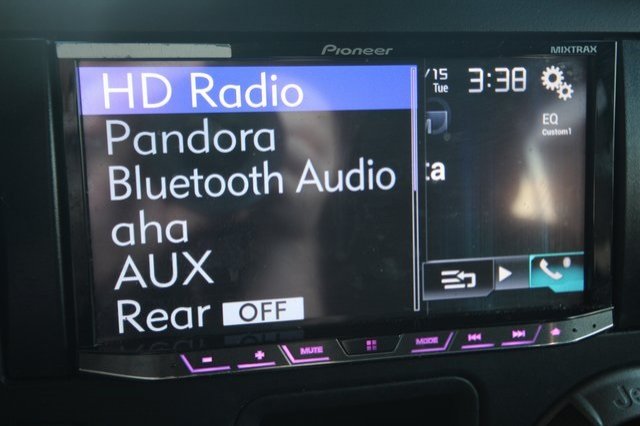 Pioneer
MIXTRAX
HD Radio
Pandora
Bluetooth Audio
aha
AUX
Rear OFF
/15
Tue
3:38
EQ
Custom1
ta
- + MUTE MODE
Je